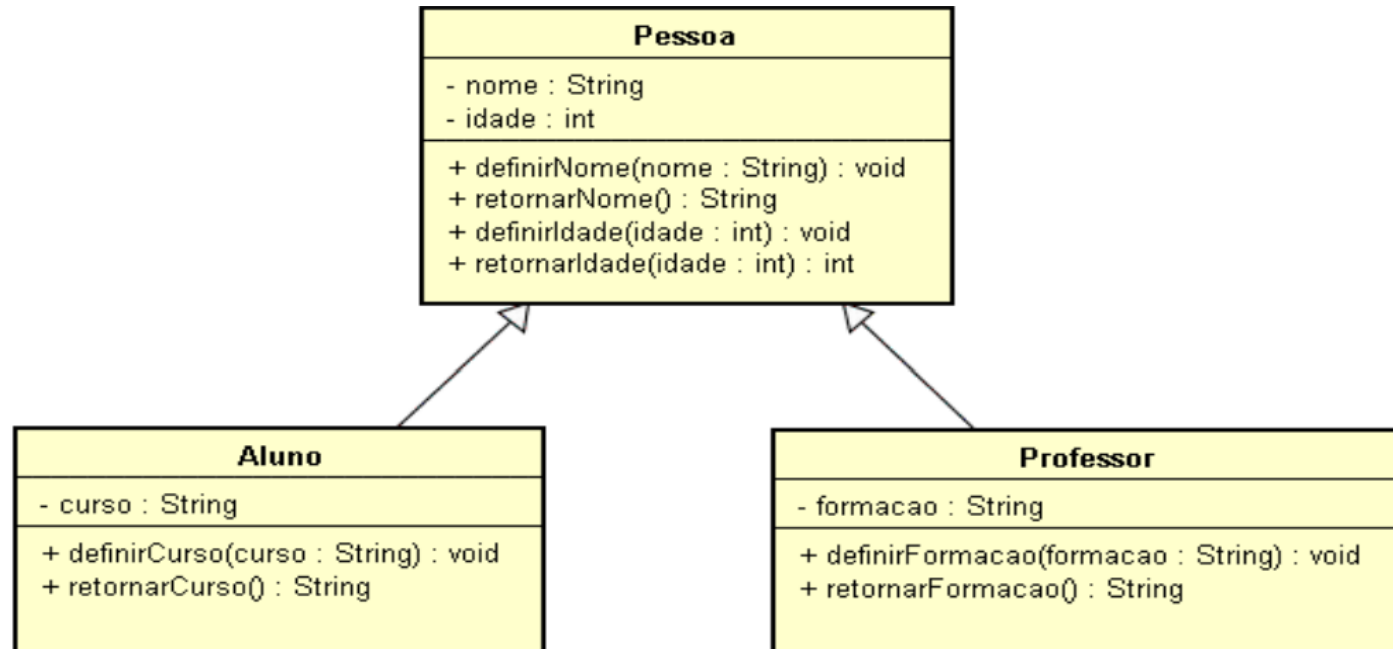 Pessoa
- nome : String
- idade : int
+ definirNome(nome : String) : void
+ retornarNome() : String
+ definirIdade(idade : int) : void
+ retornarIdade(idade : int) : int
Aluno
- curso : String
+ definirCurso(curso : String) : void
+ retornarCurso() : String
Professor
- formacao : String
+ definirFormacao(formacao : String) : void
+ retornarFormacao() : String